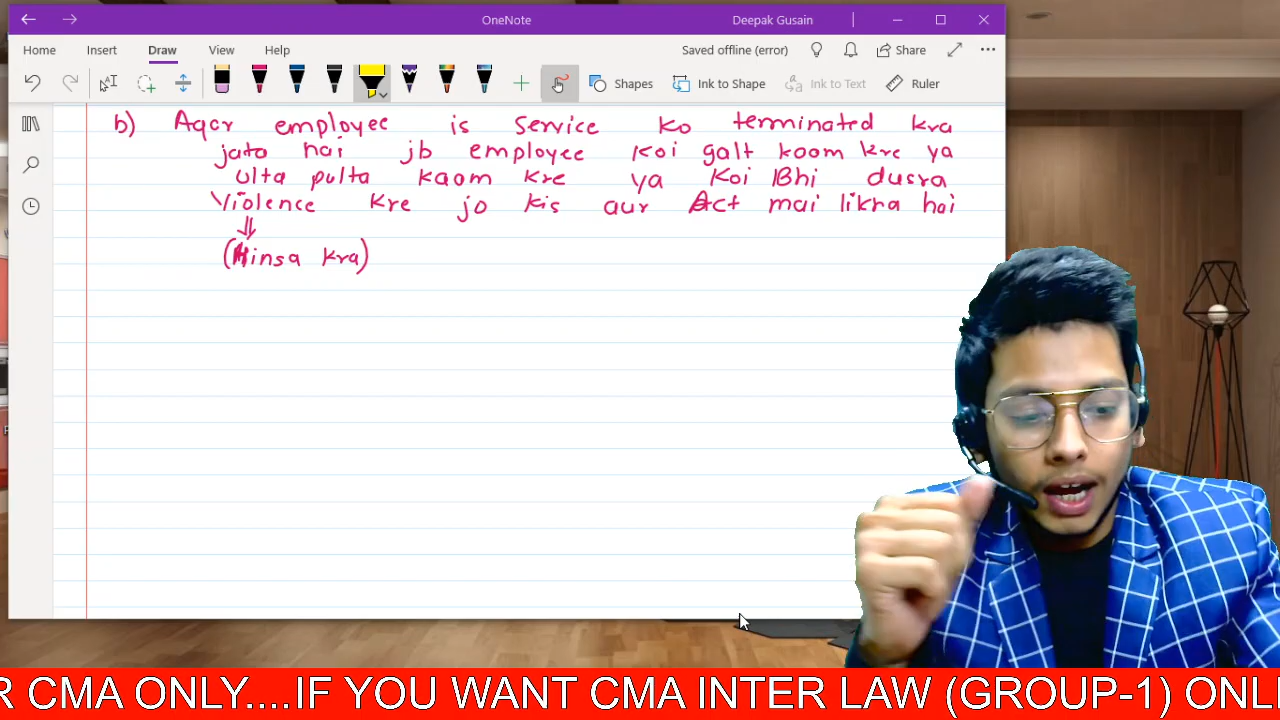 OneNote
Deepak Gusain
Home Insert Draw View Help
Saved offline (error)
Share
Shapes
Ink to Shape
Ink to Text
Ruler
b) Agar employee is Service ko terminated kra
jata hai jb employee koi galt kaam kre ya
ulta pulta kaam kre ya koi Bhi dusra
Violence kre jo kis aur Act mai likha hai
⇓
(Hinsa kra)
R CMA ONLY....IF YOU WANT CMA INTER LAW (GROUP-1) ONL